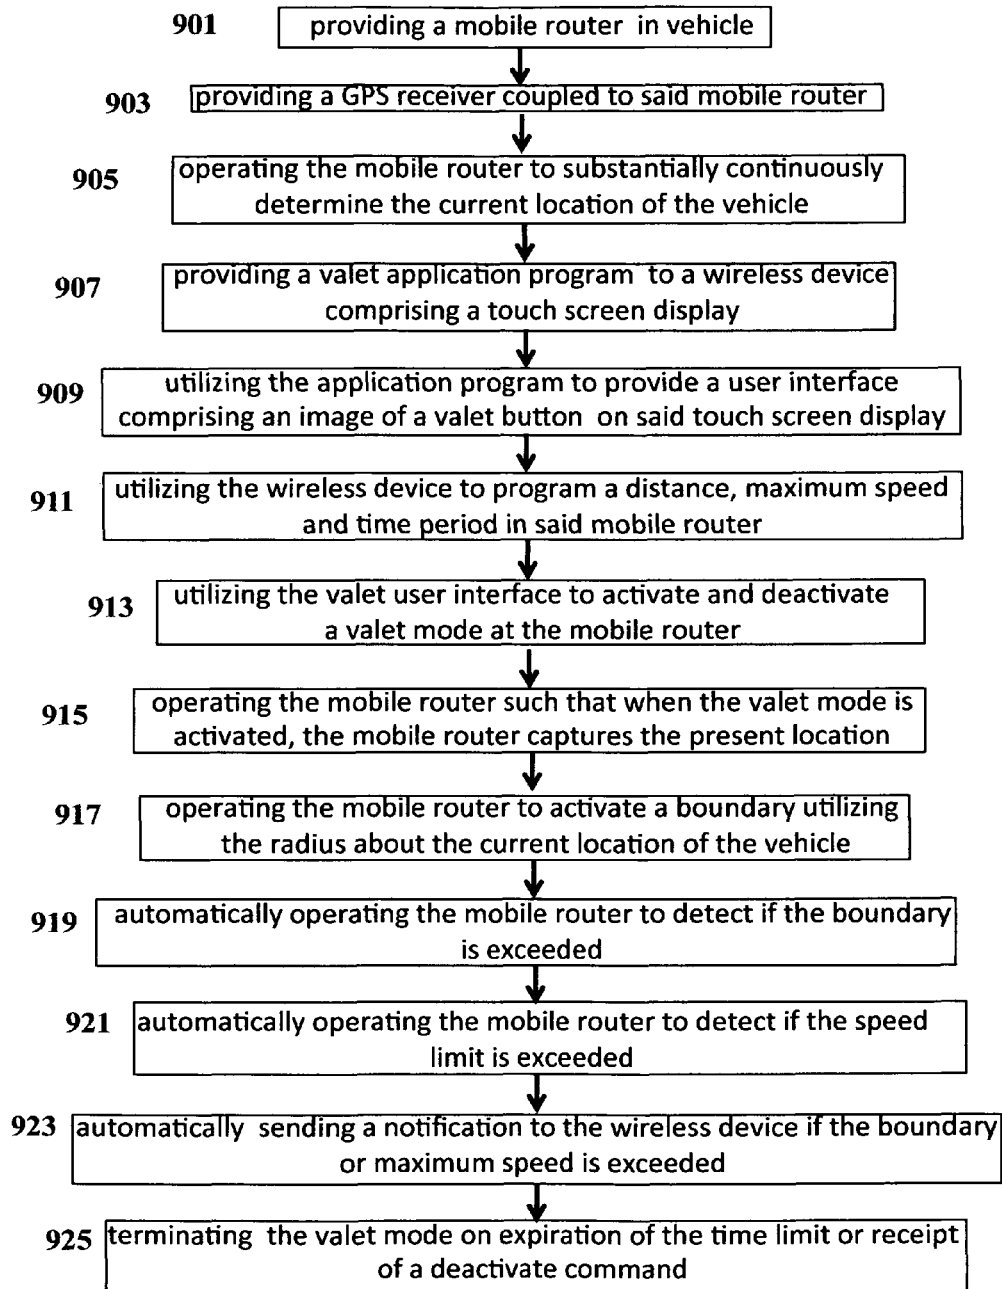 901
providing a mobile router in vehicle
903
providing a GPS receiver coupled to said mobile router
905
operating the mobile router to substantially continuously
determine the current location of the vehicle
907
providing a valet application program to a wireless device
comprising a touch screen display
909
utilizing the application program to provide a user interface
comprising an image of a valet button on said touch screen display
911
utilizing the wireless device to program a distance, maximum speed
and time period in said mobile router
913
utilizing the valet user interface to activate and deactivate
a valet mode at the mobile router
915
operating the mobile router such that when the valet mode is
activated, the mobile router captures the present location
917
operating the mobile router to activate a boundary utilizing
the radius about the current location of the vehicle
919
automatically operating the mobile router to detect if the boundary
is exceeded
921
automatically operating the mobile router to detect if the speed
limit is exceeded
923
automatically sending a notification to the wireless device if the boundary
or maximum speed is exceeded
925
terminating the valet mode on expiration of the time limit or receipt
of a deactivate command